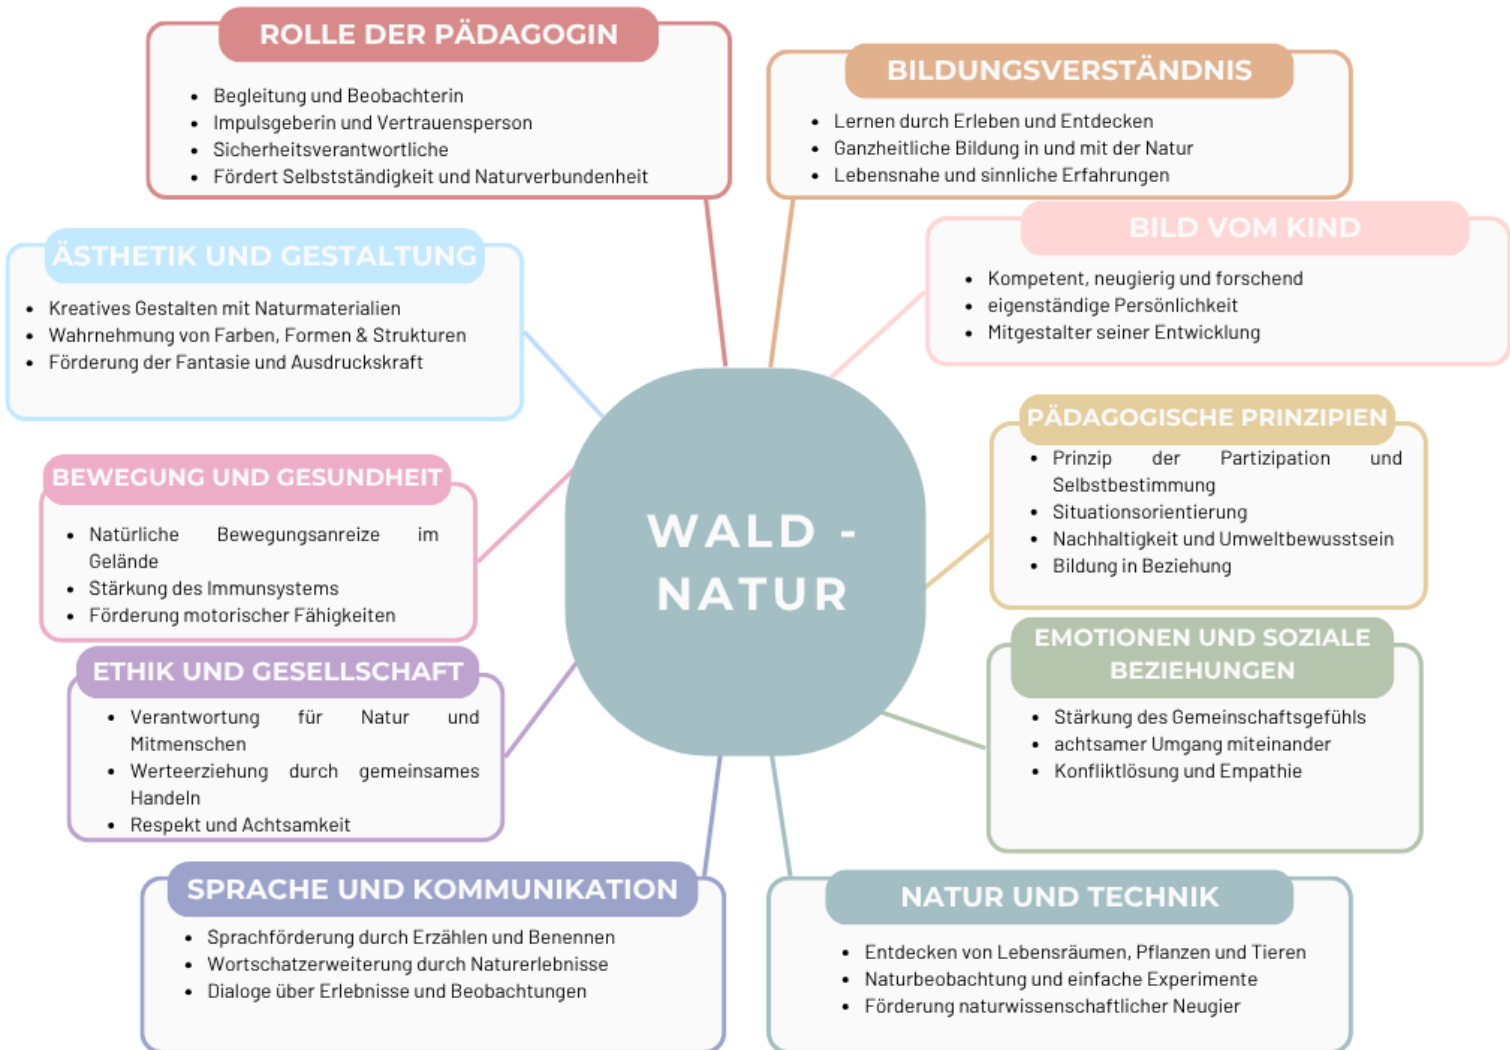 ROLLE DER PÄDAGOGIN
• Begleitung und Beobachterin
• Impulsgeberin und Vertrauensperson
• Sicherheitsverantwortliche
• Fördert Selbstständigkeit und Naturverbundenheit
BILDUNGSVERSTÄNDNIS
• Lernen durch Erleben und Entdecken
• Ganzheitliche Bildung in und mit der Natur
• Lebensnahe und sinnliche Erfahrungen
ÄSTHETIK UND GESTALTUNG
• Kreatives Gestalten mit Naturmaterialien
• Wahrnehmung von Farben, Formen & Strukturen
• Förderung der Fantasie und Ausdruckskraft
BILD VOM KIND
• Kompetent, neugierig und forschend
• eigenständige Persönlichkeit
• Mitgestalter seiner Entwicklung
WALD -
NATUR
BEWEGUNG UND GESUNDHEIT
• Natürliche Bewegungsanreize im
Gelände
• Stärkung des Immunsystems
• Förderung motorischer Fähigkeiten
PÄDAGOGISCHE PRINZIPIEN
• Prinzip der Partizipation und
Selbstbestimmung
• Situationsorientierung
• Nachhaltigkeit und Umweltbewusstsein
• Bildung in Beziehung
ETHIK UND GESELLSCHAFT
• Verantwortung für Natur und
Mitmenschen
• Werteerziehung durch gemeinsames
Handeln
• Respekt und Achtsamkeit
EMOTIONEN UND SOZIALE
BEZIEHUNGEN
• Stärkung des Gemeinschaftsgefühls
• achtsamer Umgang miteinander
• Konfliktlösung und Empathie
SPRACHE UND KOMMUNIKATION
• Sprachförderung durch Erzählen und Benennen
• Wortschatzerweiterung durch Naturerlebnisse
• Dialoge über Erlebnisse und Beobachtungen
NATUR UND TECHNIK
• Entdecken von Lebensräumen, Pflanzen und Tieren
• Naturbeobachtung und einfache Experimente
• Förderung naturwissenschaftlicher Neugier